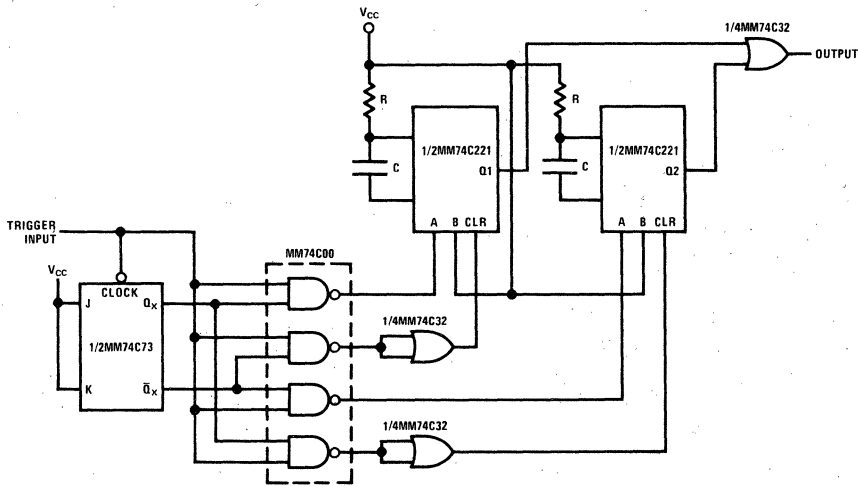 VCC
1/4MM74C32
OUTPUT
R
R
1/2MM74C221
1/2MM74C221
C
Q1
C
Q2
A B CLR
A B CLR
TRIGGER
INPUT
MM74C00
VCC
CLOCK
J
QX
1/4MM74C32
1/2MM74C73
K
Q̅X
1/4MM74C32